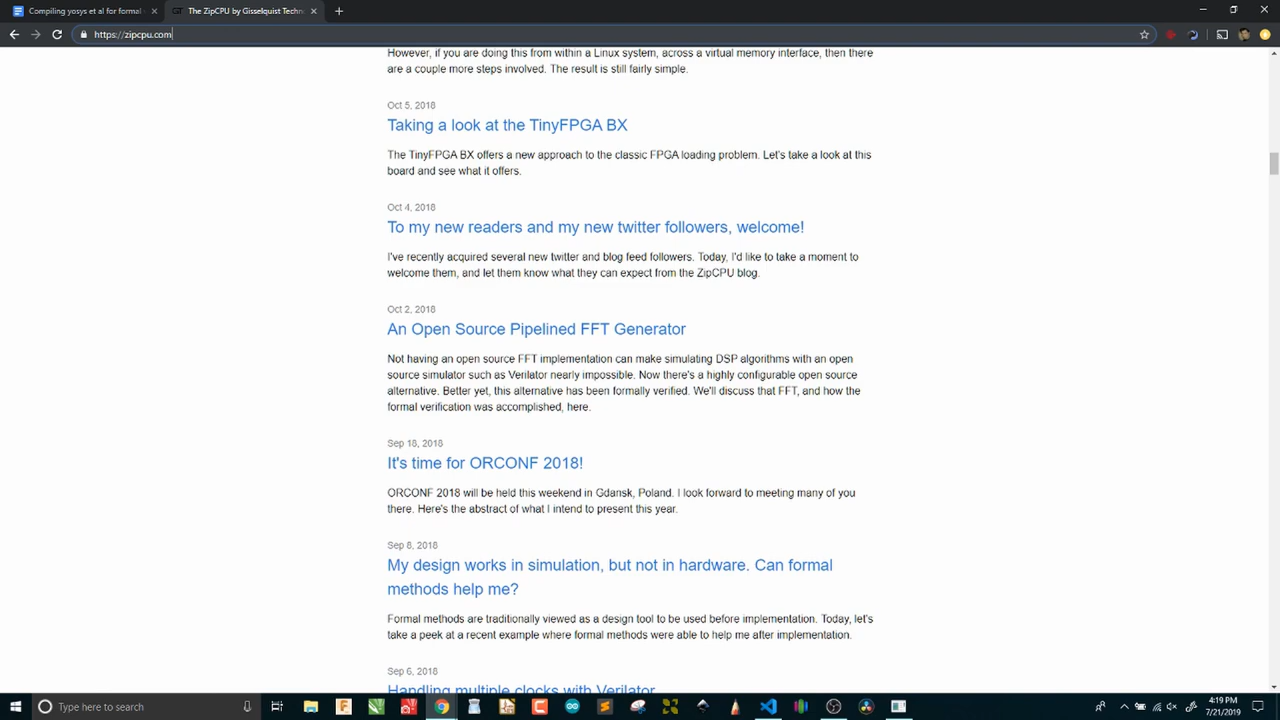 Compiling yosys et al for formal
The ZipCPU by Gisselquist Techn
https://zipcpu.com
However, if you are doing this from within a Linux system, across a virtual memory interface, then there
are a couple more steps involved. The result is still fairly simple.
Oct 5, 2018
Taking a look at the TinyFPGA BX
The TinyFPGA BX offers a new approach to the classic FPGA loading problem. Let's take a look at this
board and see what it offers.
Oct 4, 2018
To my new readers and my new twitter followers, welcome!
I've recently acquired several new twitter and blog feed followers. Today, I'd like to take a moment to
welcome them, and let them know what they can expect from the ZipCPU blog.
Oct 2, 2018
An Open Source Pipelined FFT Generator
Not having an open source FFT implementation can make simulating DSP algorithms with an open
source simulator such as Verilator nearly impossible. Now there's a highly configurable open source
alternative. Better yet, this alternative has been formally verified. We'll discuss that FFT, and how the
formal verification was accomplished, here.
Sep 18, 2018
It's time for ORCONF 2018!
ORCONF 2018 will be held this weekend in Gdansk, Poland. I look forward to meeting many of you
there. Here's the abstract of what I intend to present this year.
Sep 8, 2018
My design works in simulation, but not in hardware. Can formal
methods help me?
Formal methods are traditionally viewed as a design tool to be used before implementation. Today, let's
take a peek at a recent example where formal methods were able to help me after implementation.
Sep 6, 2018
Handling multiple clocks with Verilator
Type here to search
4:19 PM
7/21/2019